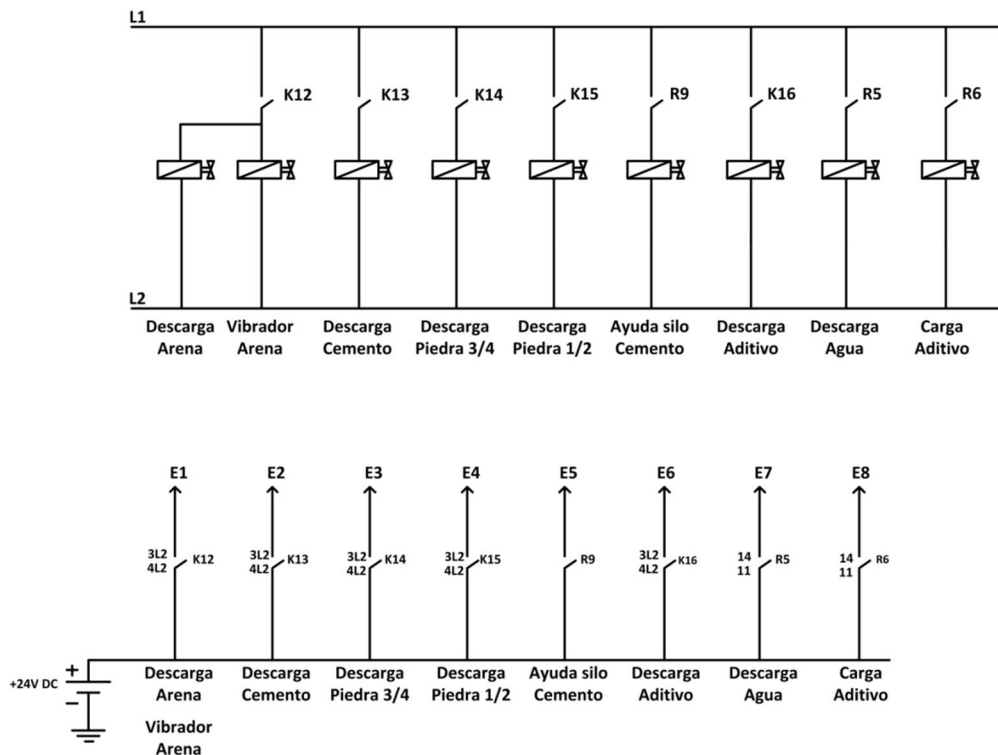 L1
K12 K13 K14 K15 R9 K16 R5 R6
L2
Descarga Vibrador Descarga Descarga Descarga Ayuda silo Descarga Descarga Carga
Arena Arena Cemento Piedra 3/4 Piedra 1/2 Cemento Aditivo Agua Aditivo
E1 E2 E3 E4 E5 E6 E7 E8
3L2 3L2 3L2 3L2 3L2 14 14
K12 K13 K14 K15 R9 K16 R5 R6
4L2 4L2 4L2 4L2 4L2 11 11
+
+24V DC
−
Descarga Descarga Descarga Descarga Ayuda silo Descarga Descarga Carga
Arena Cemento Piedra 3/4 Piedra 1/2 Cemento Aditivo Agua Aditivo
Vibrador
Arena